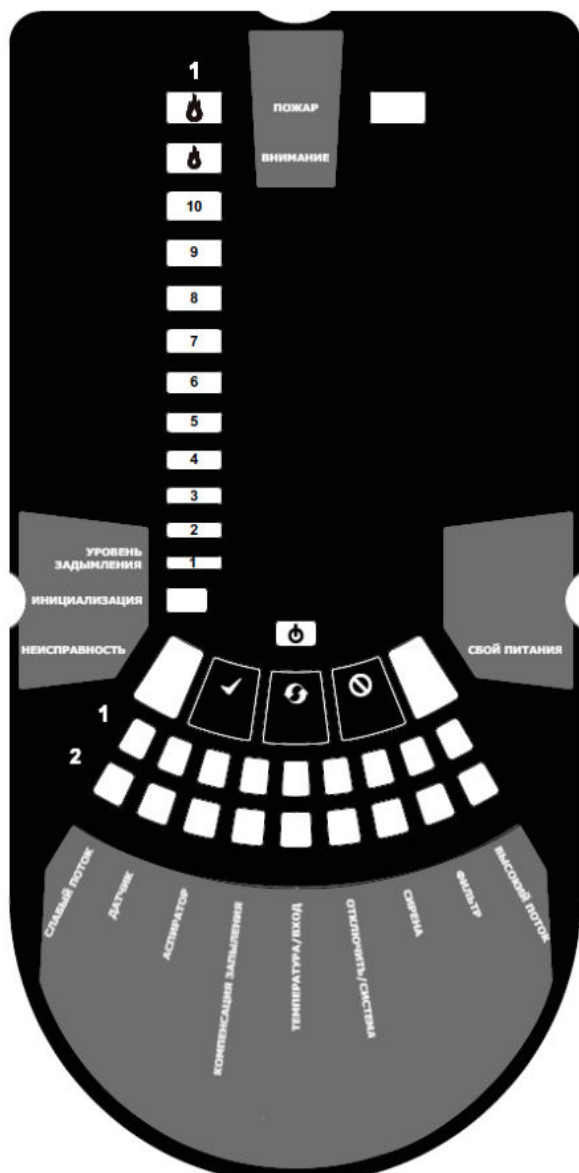 1
ПОЖАР
ВНИМАНИЕ
10
9
8
7
6
5
4
3
2
1
УРОВЕНЬ
ЗАДЫМЛЕНИЯ
ИНИЦИАЛИЗАЦИЯ
НЕИСПРАВНОСТЬ
СБОЙ ПИТАНИЯ
1
2
СЛАБЫЙ ПОТОК
ДАТЧИК
АСПИРАТОР
КОМПЕНСАЦИЯ ЗАПЫЛЕНИЯ
ТЕМПЕРАТУРА/ВХОД
ОТКЛЮЧИТЬ/СИСТЕМА
СИРЕНА
ФИЛЬТР
ВЫСОКИЙ ПОТОК